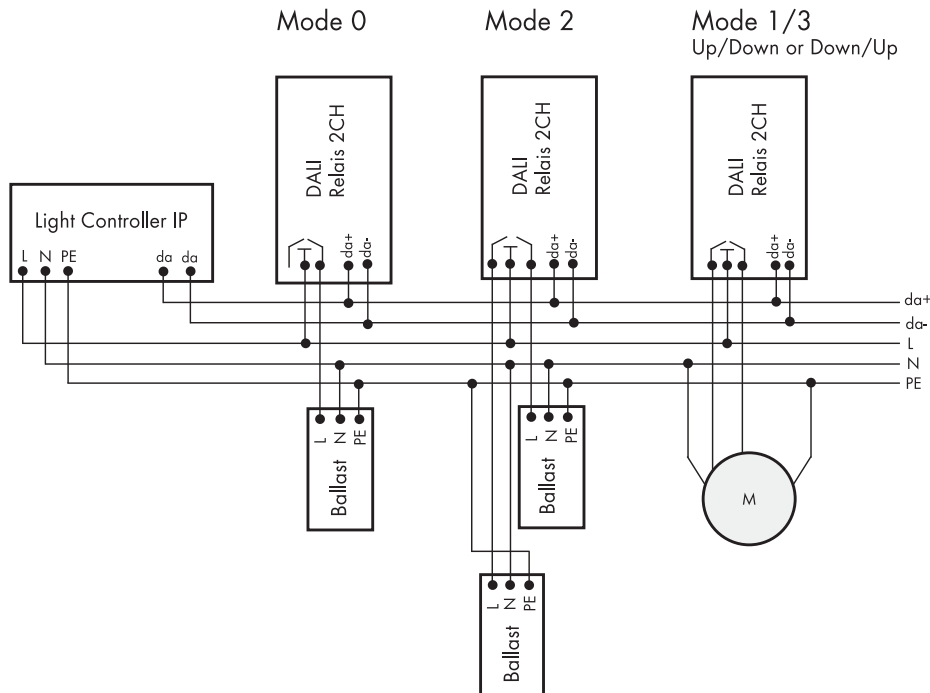 Mode 0
Mode 2
Mode 1/3
Up/Down or Down/Up
DALI
Relais 2CH
da+
da-
DALI
Relais 2CH
da+
da-
DALI
Relais 2CH
da+
da-
Light Controller IP
L N PE da da
da+
da-
L
N
PE
L N PE
Ballast
L N PE
Ballast
M
L N PE
Ballast